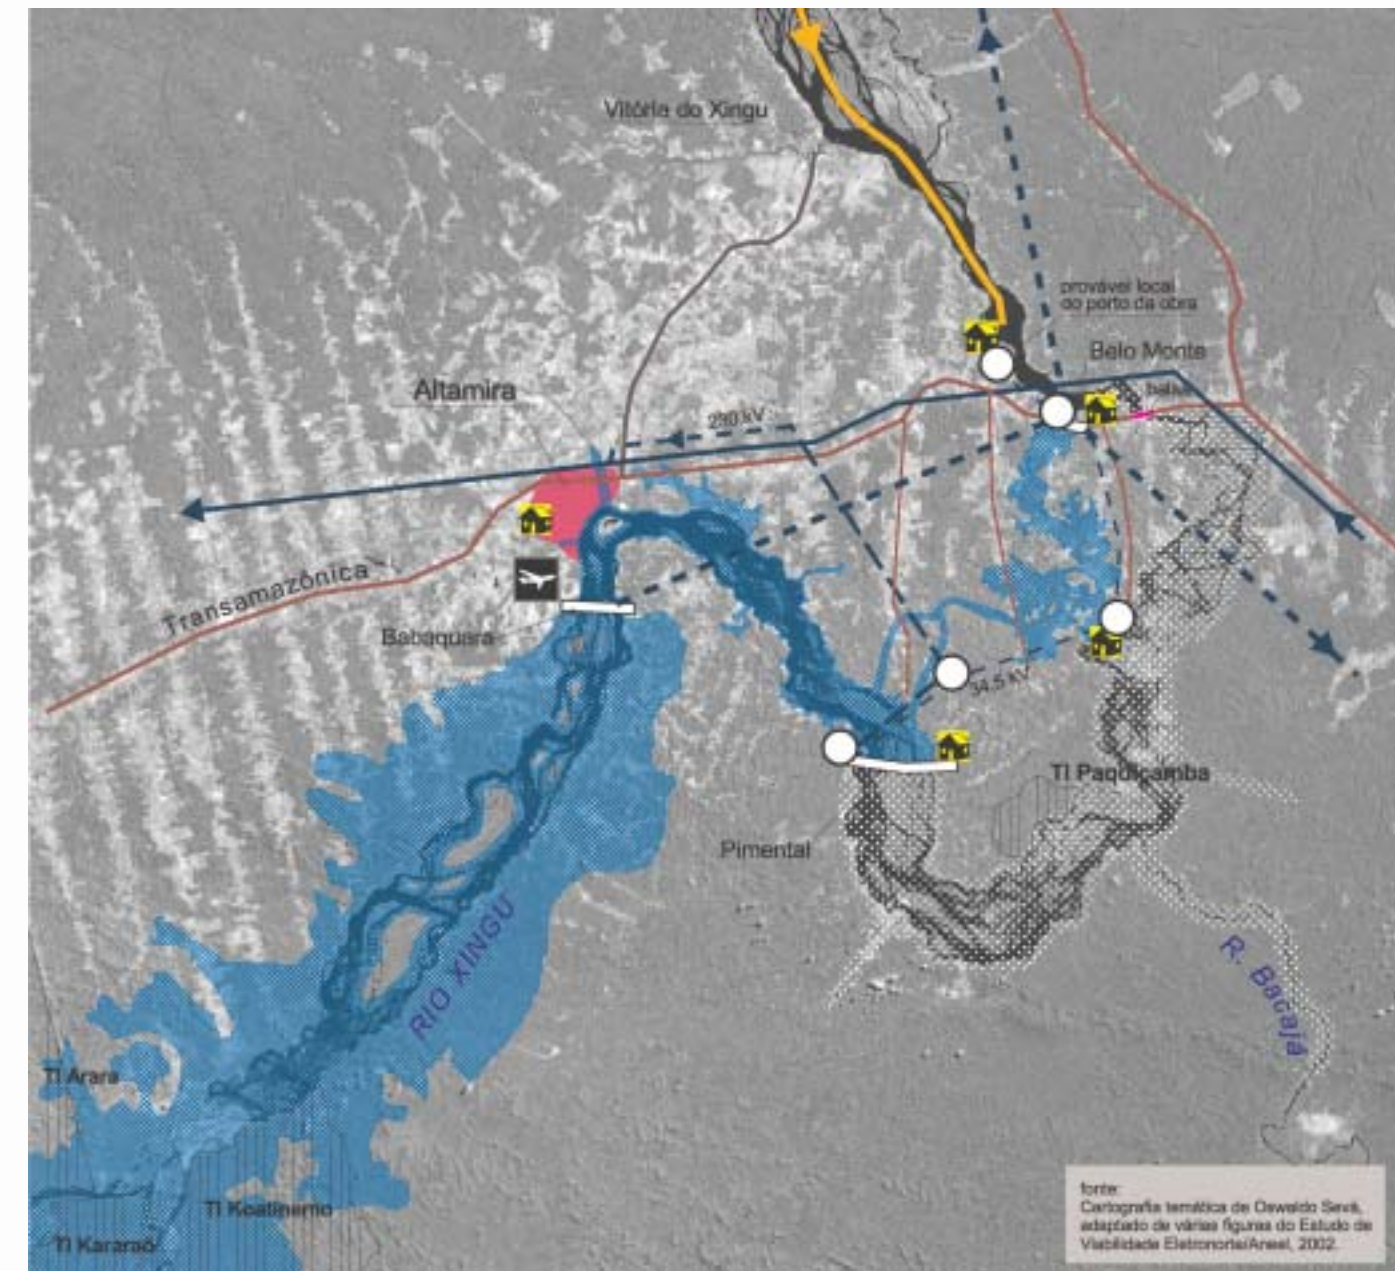 Vitória do Xingu
provável local
do porto da obra
Belo Monte
Altamira
230 kV
Transamazônica
Babaquara
34,5 kV
TI Paquiçamba
Pimental
RIO XINGU
R. Bacajá
TI Arara
TI Koatinemo
TI Kararaô
fonte:
Cartografia temática de Oswaldo Sevá,
adaptado de várias figuras do Estudo de
Viabilidade Eletronorte/Aneel, 2002.